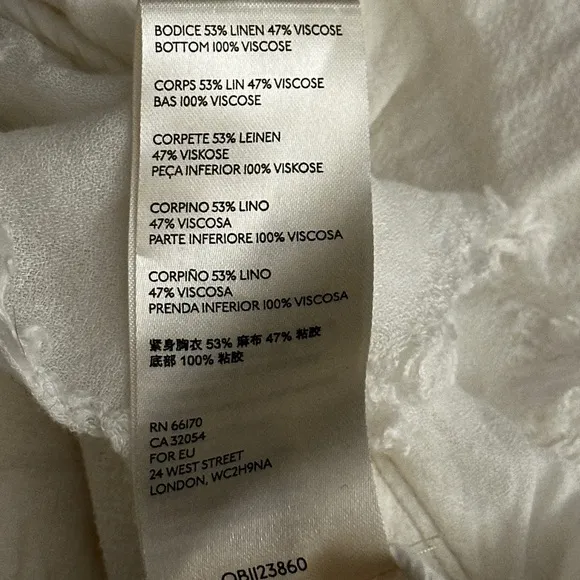 BODICE 53% LINEN 47% VISCOSE
BOTTOM 100% VISCOSE
CORPS 53% LIN 47% VISCOSE
BAS 100% VISCOSE
CORPETE 53% LEINEN
47% VISKOSE
PEÇA INFERIOR 100% VISKOSE
CORPINO 53% LINO
47% VISCOSA
PARTE INFERIORE 100% VISCOSA
CORPIÑO 53% LINO
47% VISCOSA
PRENDA INFERIOR 100% VISCOSA
紧身胸衣 53% 麻布 47% 粘胶
底部 100% 粘胶
RN 66170
CA 32054
FOR EU
24 WEST STREET
LONDON, WC2H9NA
OB1123860